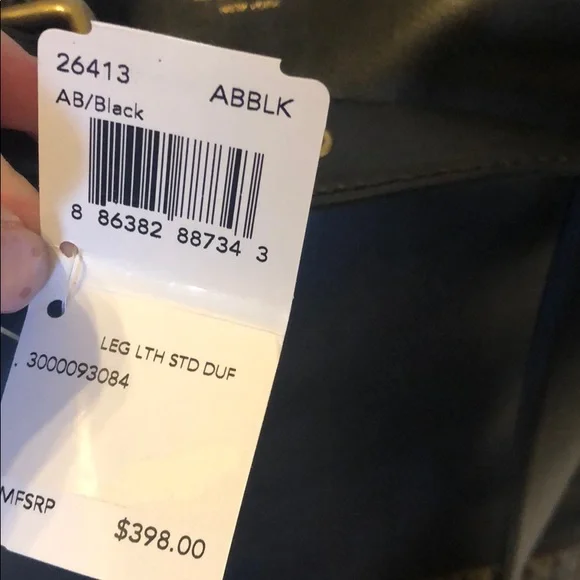 26413
ABBLK
AB/Black
8 86382 88734 3
LEG LTH STD DUF
. 3000093084
MFSRP
$398.00